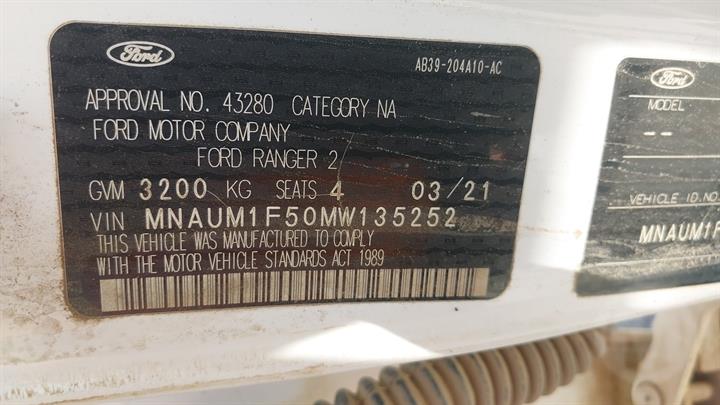 Ford
AB39-204A10-AC
APPROVAL NO. 43280 CATEGORY NA
FORD MOTOR COMPANY
FORD RANGER 2
GVM 3200 KG SEATS 4 03/21
VIN MNAUM1F50MW135252
THIS VEHICLE WAS MANUFACTURED TO COMPLY
WITH THE MOTOR VEHICLE STANDARDS ACT 1989
Ford
MODEL
--
VEHICLE ID.NO
MNAUM1F